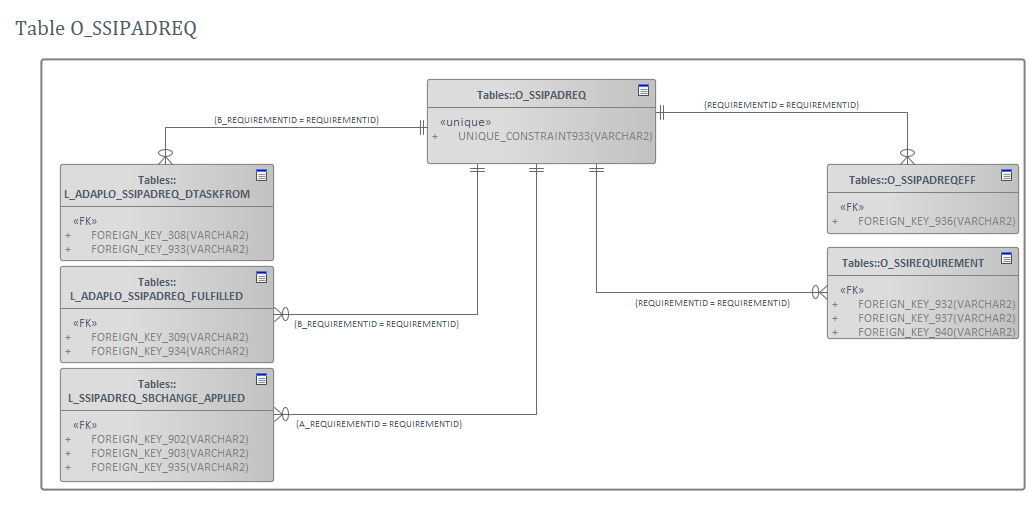 Table O_SSIPADREQ
Tables::O_SSIPADREQ
«unique»
+ UNIQUE_CONSTRAINT933(VARCHAR2)
(B_REQUIREMENTID = REQUIREMENTID)
(REQUIREMENTID = REQUIREMENTID)
Tables::
L_ADAPLO_SSIPADREQ_DTASKFROM
«FK»
+ FOREIGN_KEY_308(VARCHAR2)
+ FOREIGN_KEY_933(VARCHAR2)
Tables::O_SSIPADREQEFF
«FK»
+ FOREIGN_KEY_936(VARCHAR2)
Tables::
L_ADAPLO_SSIPADREQ_FULFILLED
«FK»
+ FOREIGN_KEY_309(VARCHAR2)
+ FOREIGN_KEY_934(VARCHAR2)
(B_REQUIREMENTID = REQUIREMENTID)
(REQUIREMENTID = REQUIREMENTID)
Tables::O_SSIREQUIREMENT
«FK»
+ FOREIGN_KEY_932(VARCHAR2)
+ FOREIGN_KEY_937(VARCHAR2)
+ FOREIGN_KEY_940(VARCHAR2)
Tables::
L_SSIPADREQ_SBCHANGE_APPLIED
«FK»
+ FOREIGN_KEY_902(VARCHAR2)
+ FOREIGN_KEY_903(VARCHAR2)
+ FOREIGN_KEY_935(VARCHAR2)
(A_REQUIREMENTID = REQUIREMENTID)